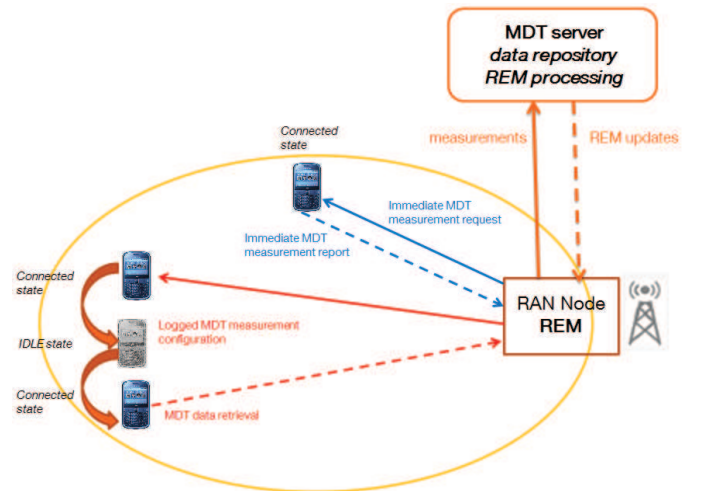 MDT server
data repository
REM processing
measurements
REM updates
Connected
state
Immediate MDT
measurement request
Immediate MDT
measurement report
Connected
state
RAN Node
REM
Logged MDT measurement
configuration
IDLE state
Connected
state
MDT data retrieval